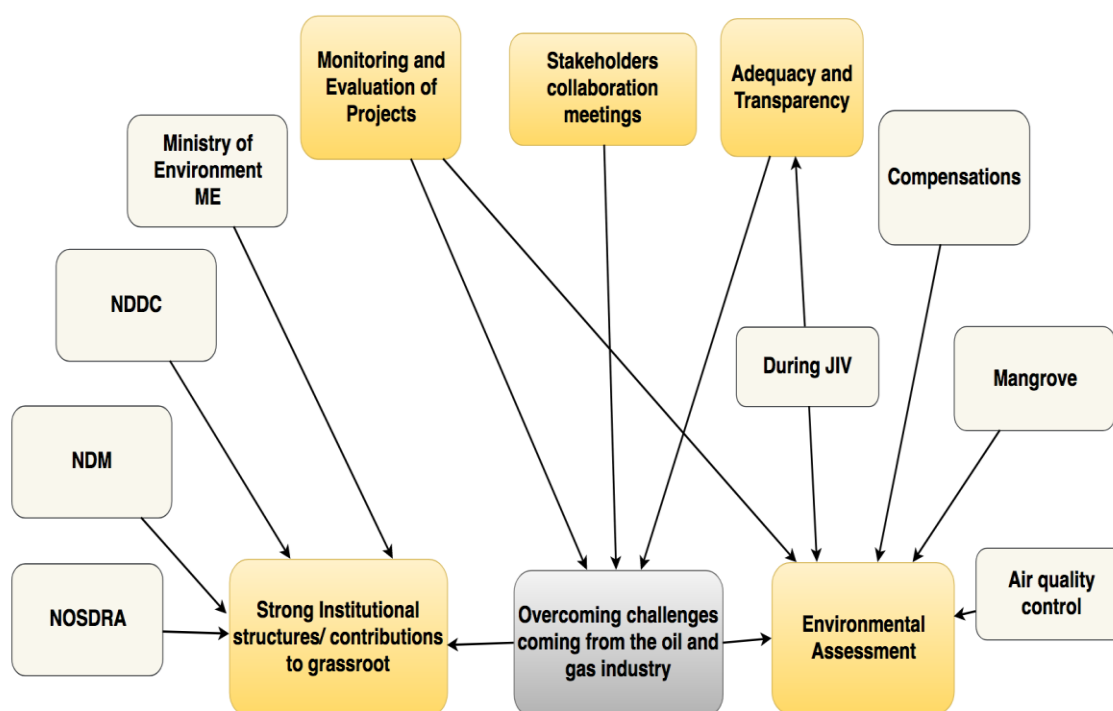 Monitoring and
Evaluation of
Projects
Stakeholders
collaboration
meetings
Adequacy and
Transparency
Ministry of
Environment
ME
Compensations
NDDC
During JIV
Mangrove
NDM
NOSDRA
Strong Institutional
structures/ contributions
to grassroot
Overcoming challenges
coming from the oil and
gas industry
Environmental
Assessment
Air quality
control